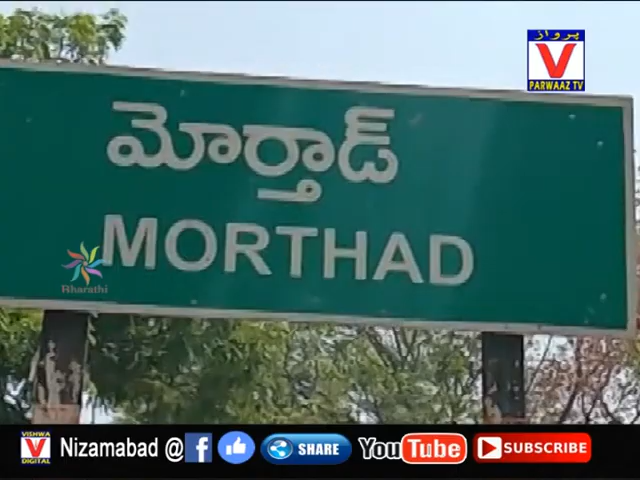 پرواز
V
PARWAAZ TV
మోర్తాడ్
MORTHAD
Bharathi
VISHWA
V
DIGITAL
Nizamabad @ f SHARE YouTube SUBSCRIBE